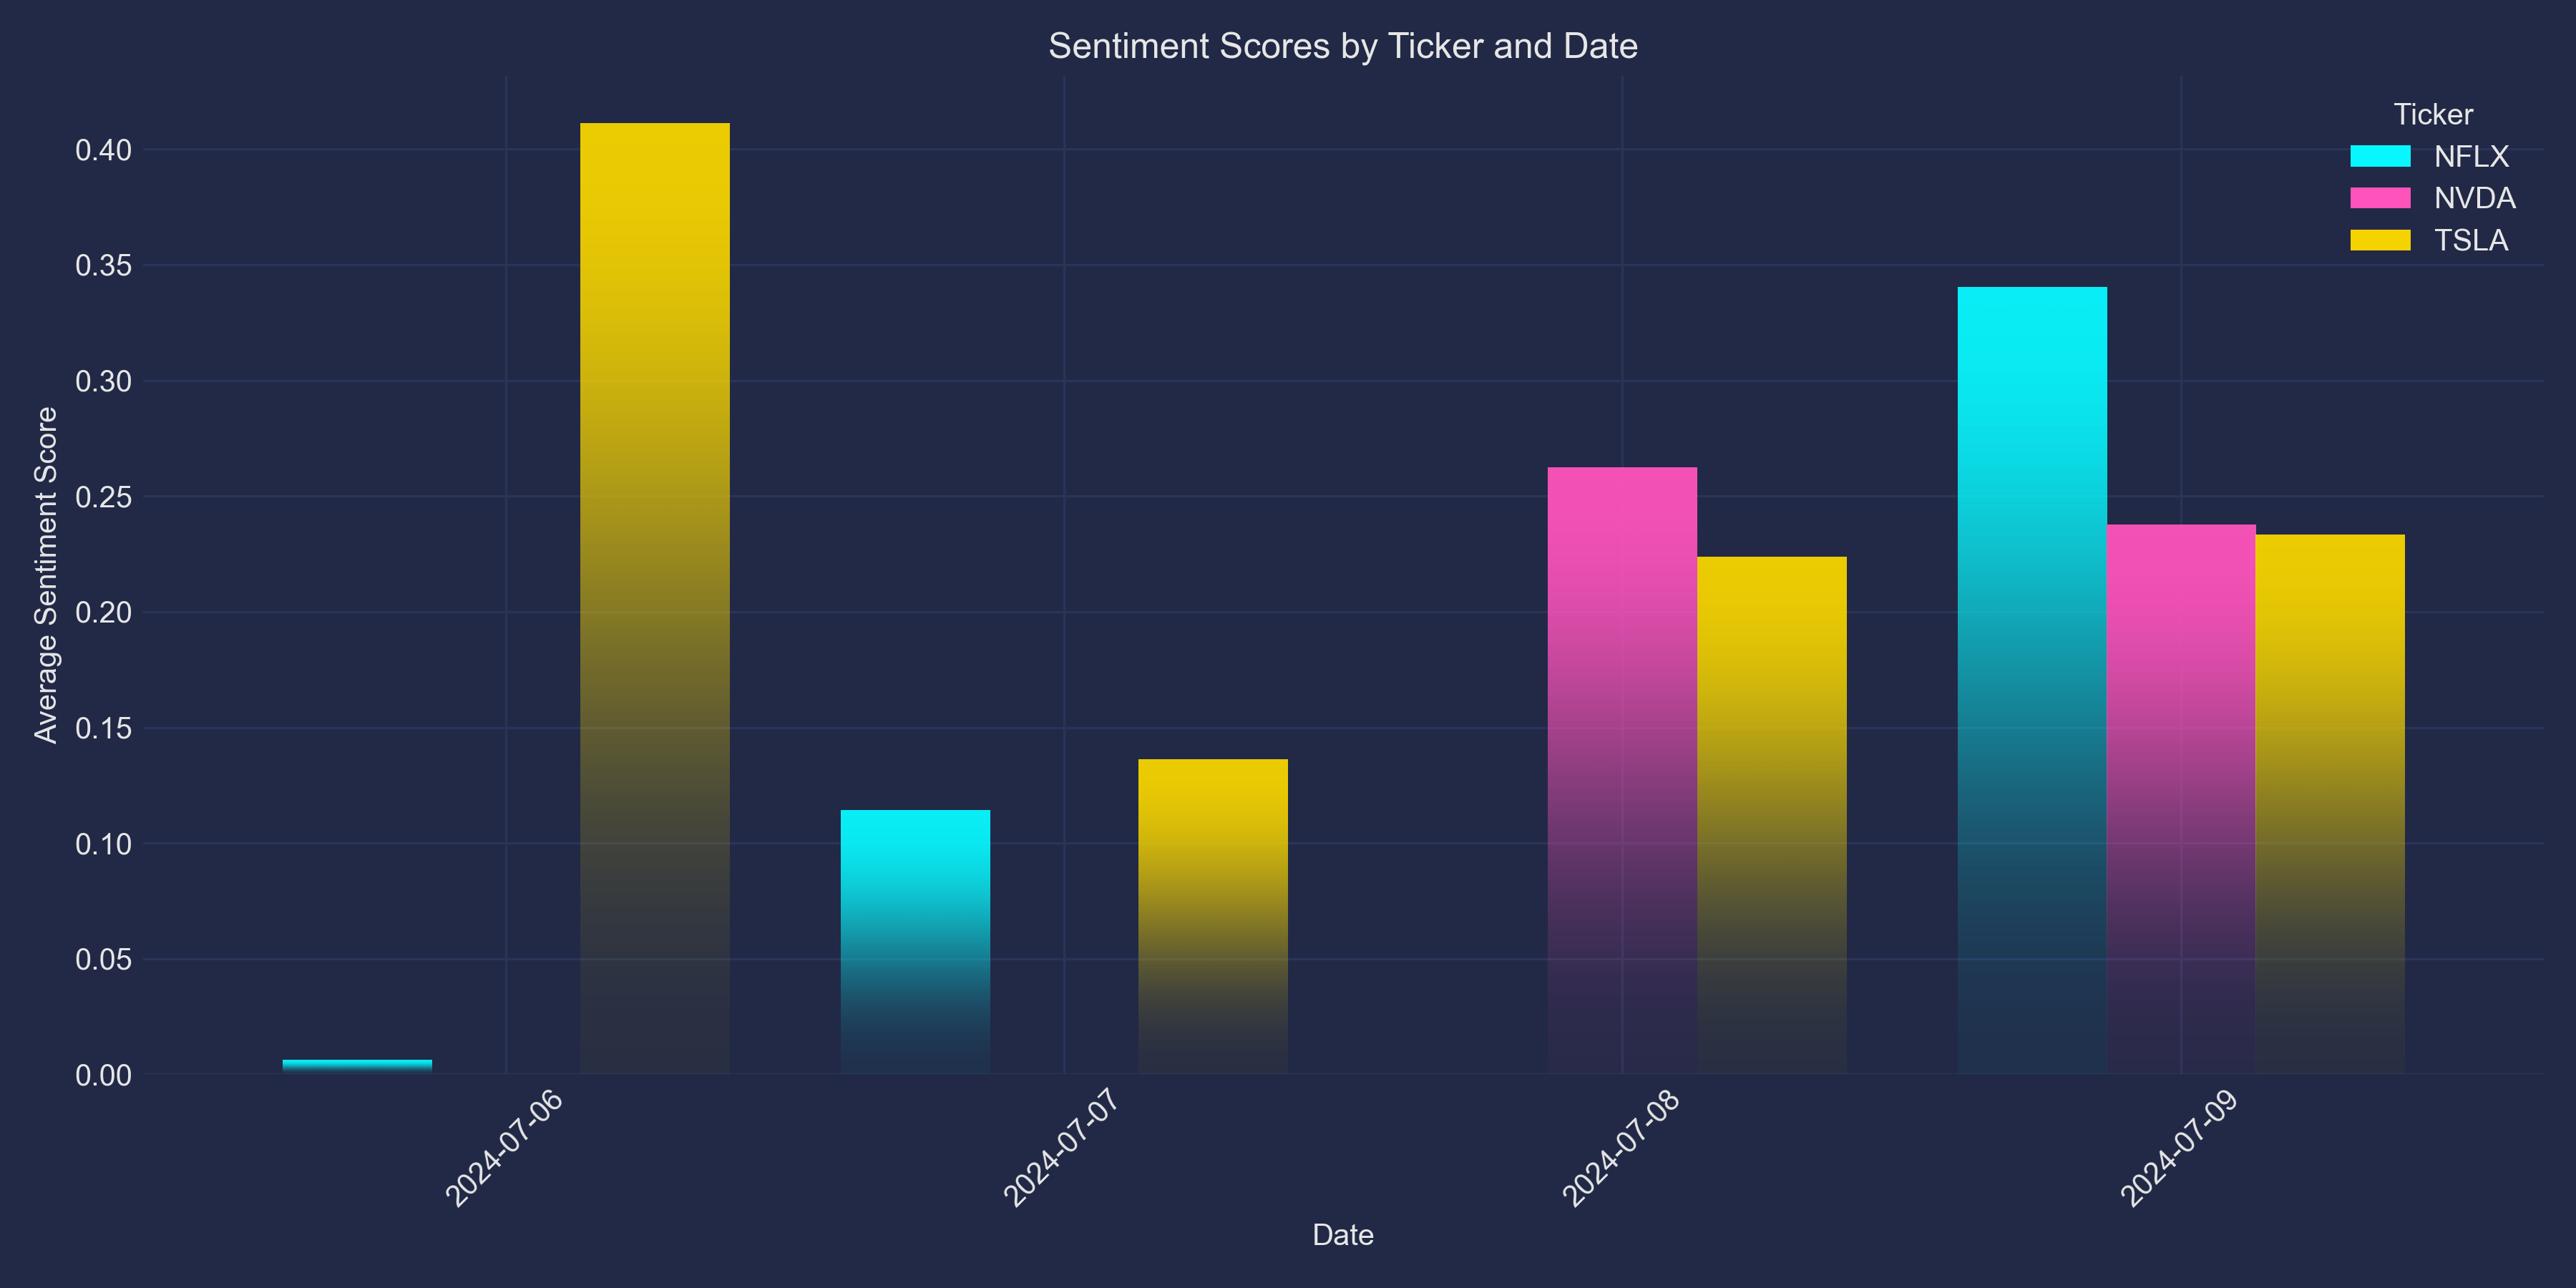 Sentiment Scores by Ticker and Date
Ticker
NFLX
NVDA
TSLA
Average Sentiment Score
0.40
0.35
0.30
0.25
0.20
0.15
0.10
0.05
0.00
2024-07-06
2024-07-07
2024-07-08
2024-07-09
Date